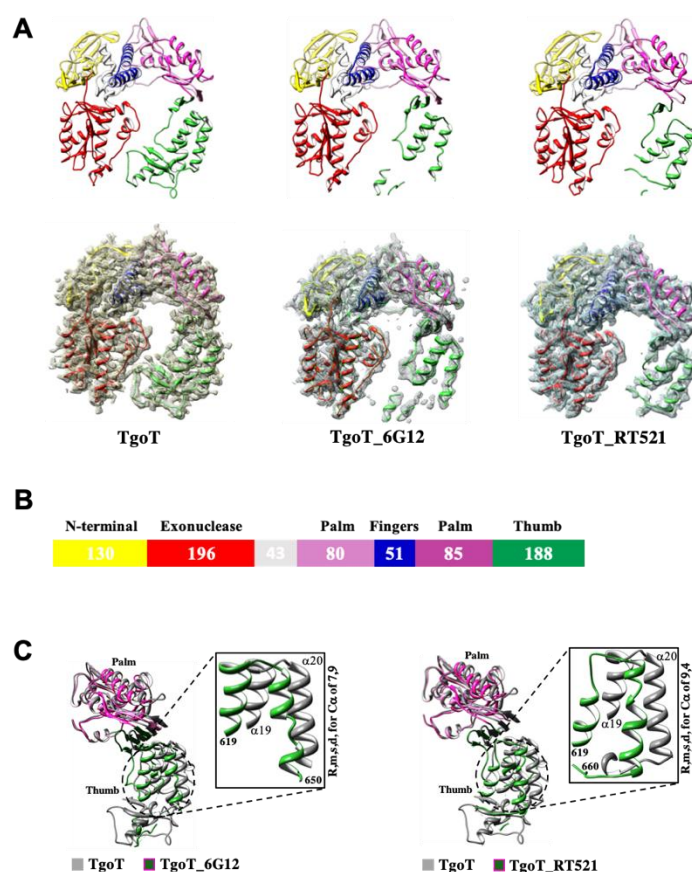 A
TgoT TgoT_6G12 TgoT_RT521
B
N-terminal Exonuclease Palm Fingers Palm Thumb
130 196 43 80 51 85 188
C
Palm
α20
619
α19
650
Thumb
R,m,s,d, for Cα of 7,9
TgoT TgoT_6G12
Palm
α20
α19
619
660
Thumb
R,m,s,d, for Cα of 9,4
TgoT TgoT_RT521